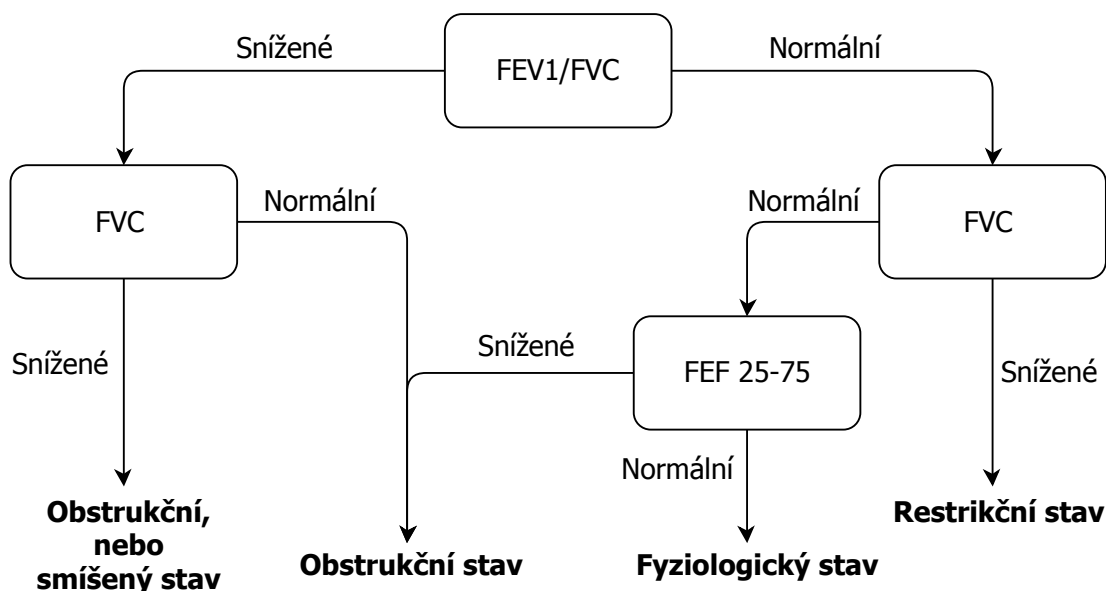 Snížené
Normální
FEV1/FVC
FVC
Normální
Normální
FVC
Snížené
Snížené
FEF 25-75
Snížené
Normální
Obstrukční,
nebo
smíšený stav
Obstrukční stav
Fyziologický stav
Restrikční stav